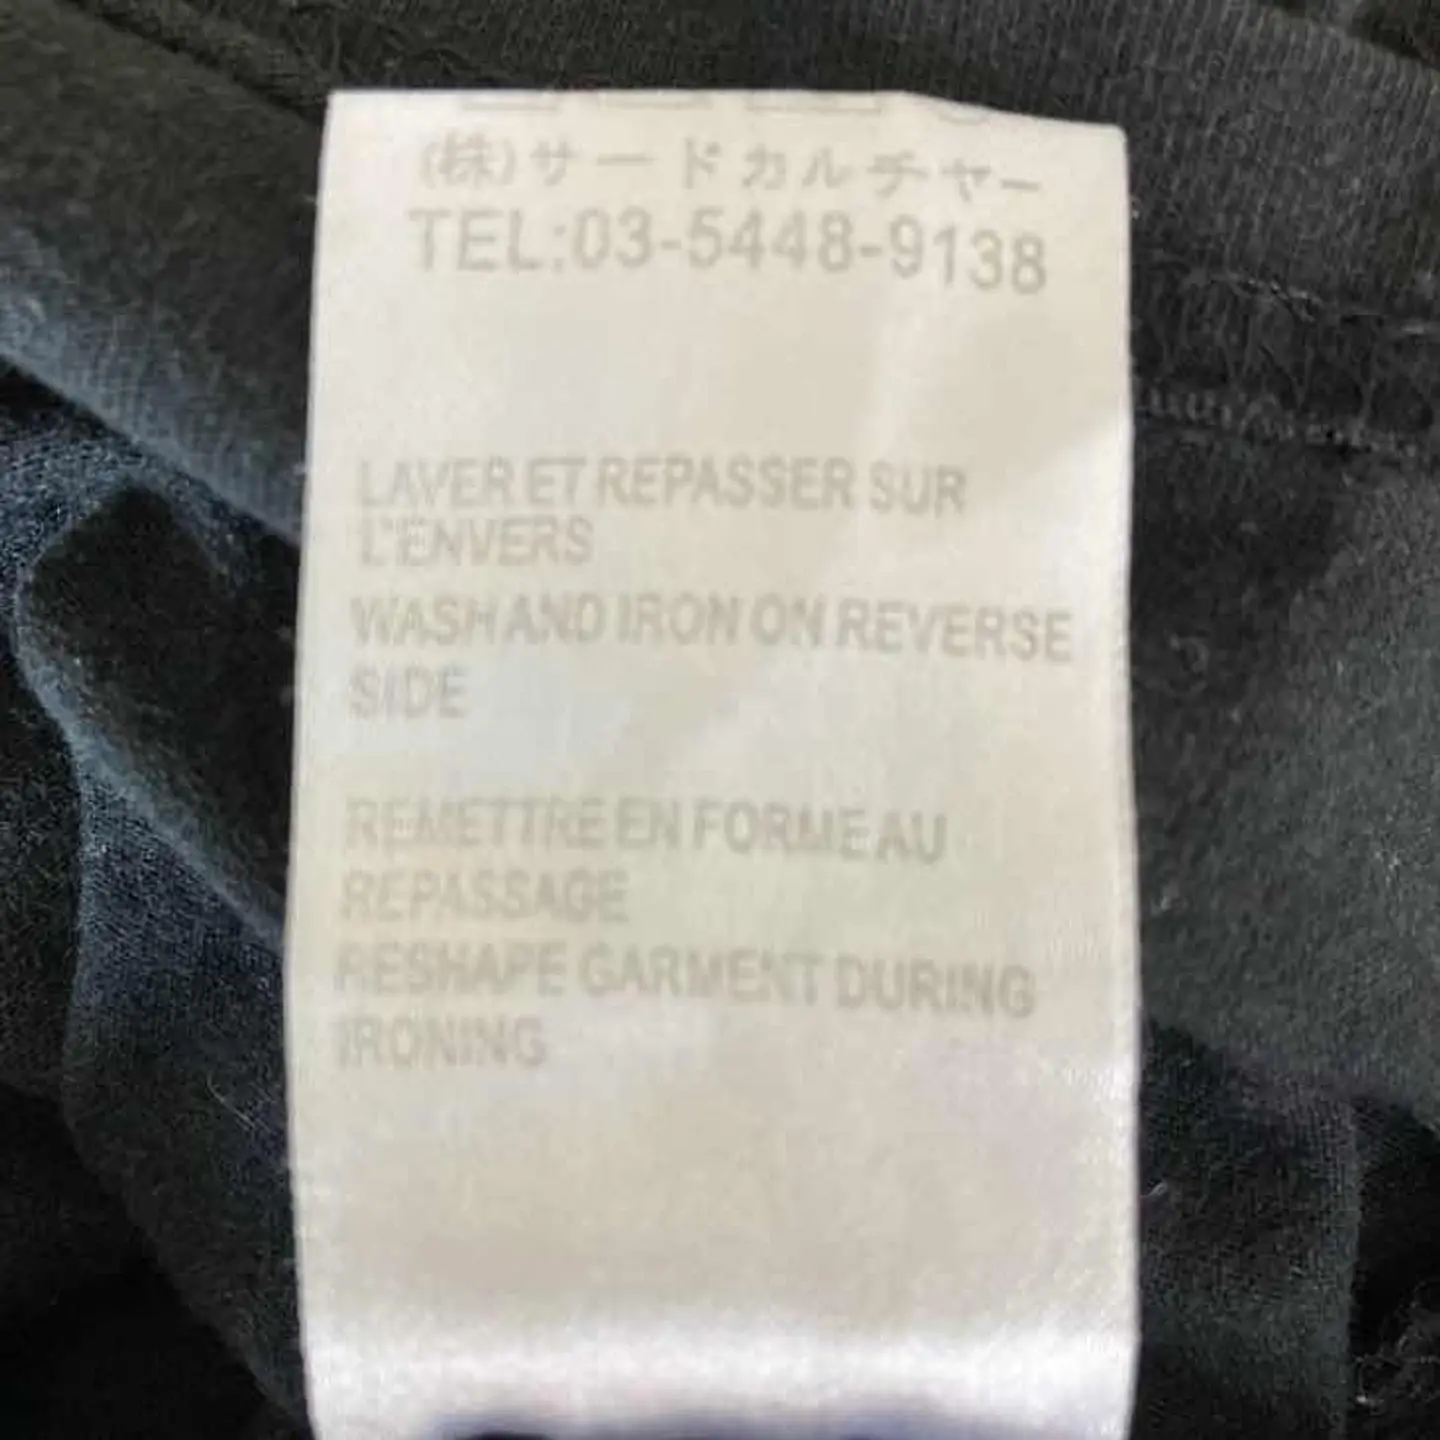 (株)サードカルチャー
TEL:03-5448-9138
LAVER ET REPASSER SUR
L'ENVERS
WASH AND IRON ON REVERSE
SIDE
REMETTRE EN FORME AU
REPASSAGE
RESHAPE GARMENT DURING
IRONING